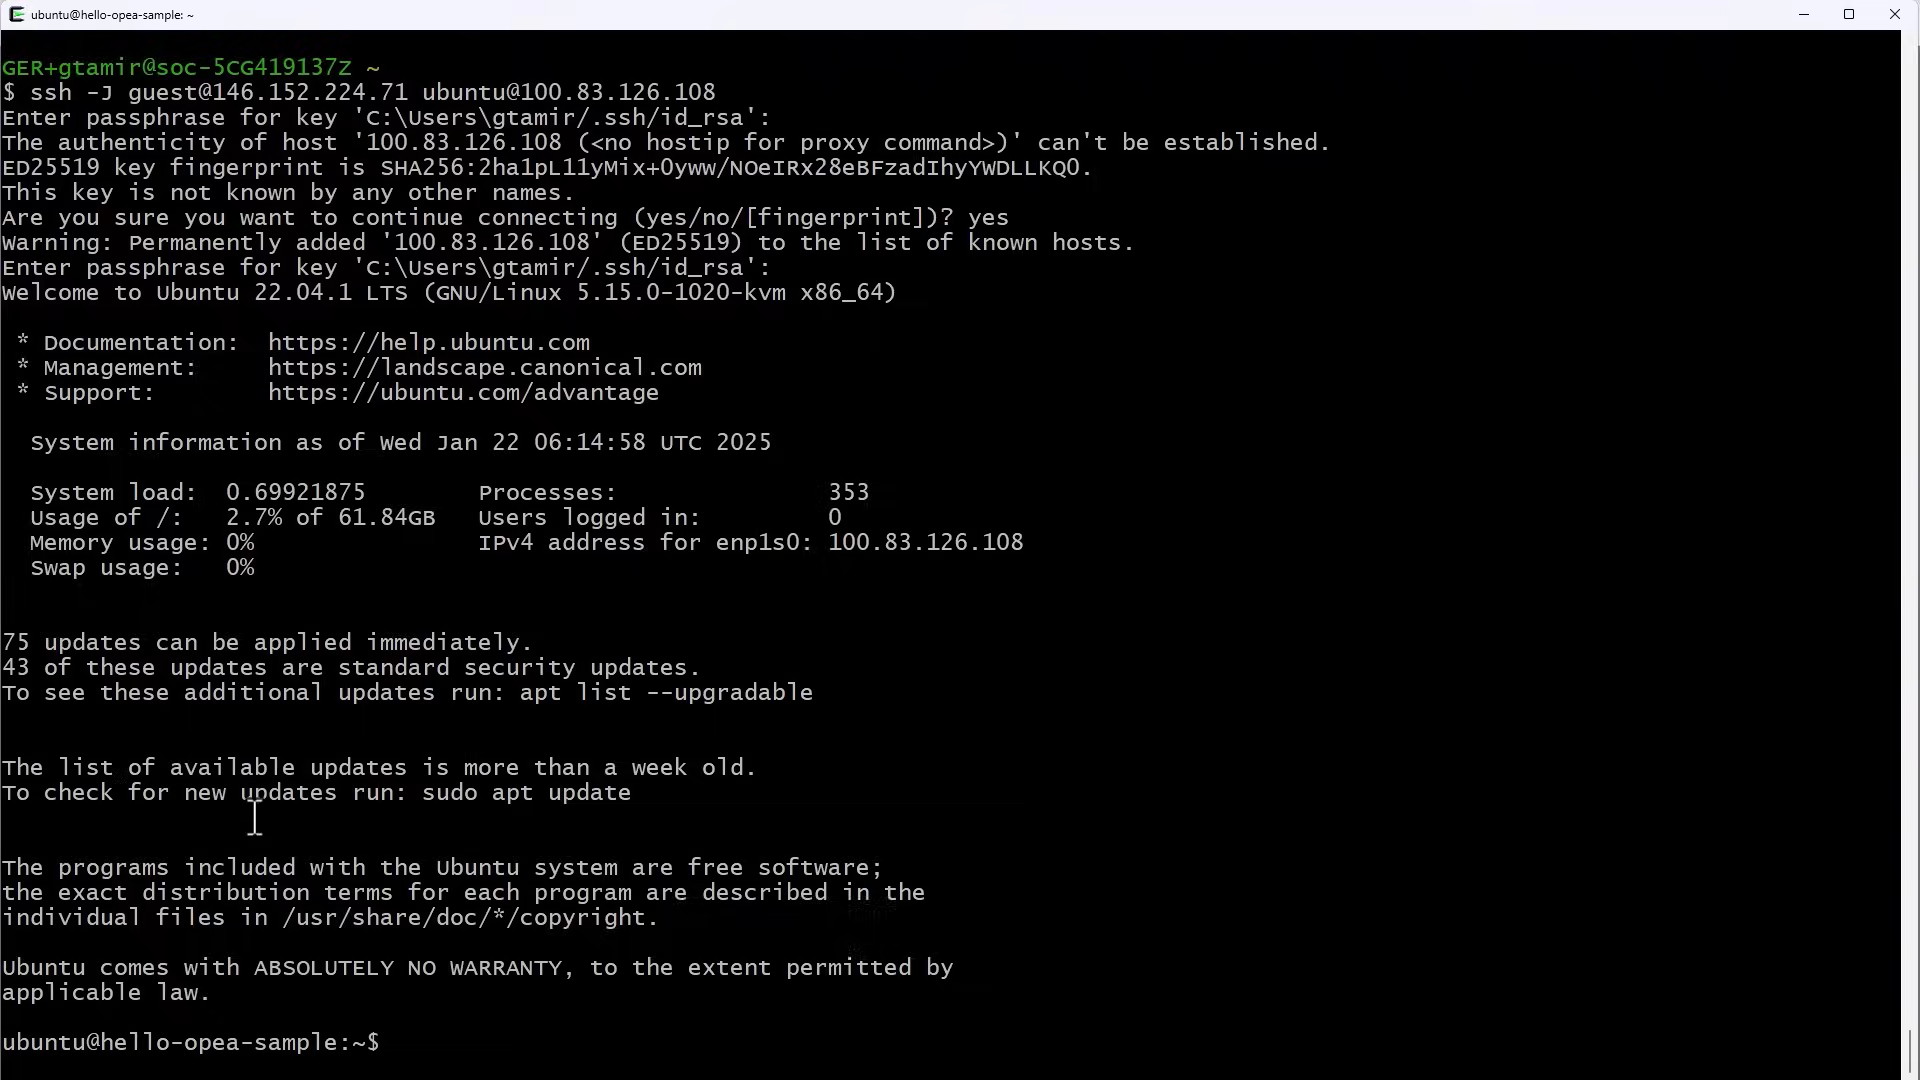 ubuntu@hello-opea-sample: ~
GER+gtamir@soc-5CG419137Z ~
$ ssh -J guest@146.152.224.71 ubuntu@100.83.126.108
Enter passphrase for key 'C:\Users\gtamir/.ssh/id_rsa':
The authenticity of host '100.83.126.108 (<no hostip for proxy command>)' can't be established.
ED25519 key fingerprint is SHA256:2ha1pL11yMix+0yww/NOeIRx28eBFzadIhyYWDLLKQ0.
This key is not known by any other names.
Are you sure you want to continue connecting (yes/no/[fingerprint])? yes
Warning: Permanently added '100.83.126.108' (ED25519) to the list of known hosts.
Enter passphrase for key 'C:\Users\gtamir/.ssh/id_rsa':
Welcome to Ubuntu 22.04.1 LTS (GNU/Linux 5.15.0-1020-kvm x86_64)
* Documentation:  https://help.ubuntu.com
* Management:     https://landscape.canonical.com
* Support:        https://ubuntu.com/advantage
System information as of Wed Jan 22 06:14:58 UTC 2025
System load:  0.69921875        Processes:               353
Usage of /:   2.7% of 61.84GB   Users logged in:         0
Memory usage: 0%                IPv4 address for enp1s0: 100.83.126.108
Swap usage:   0%
75 updates can be applied immediately.
43 of these updates are standard security updates.
To see these additional updates run: apt list --upgradable
The list of available updates is more than a week old.
To check for new updates run: sudo apt update
The programs included with the Ubuntu system are free software;
the exact distribution terms for each program are described in the
individual files in /usr/share/doc/*/copyright.
Ubuntu comes with ABSOLUTELY NO WARRANTY, to the extent permitted by
applicable law.
ubuntu@hello-opea-sample:~$